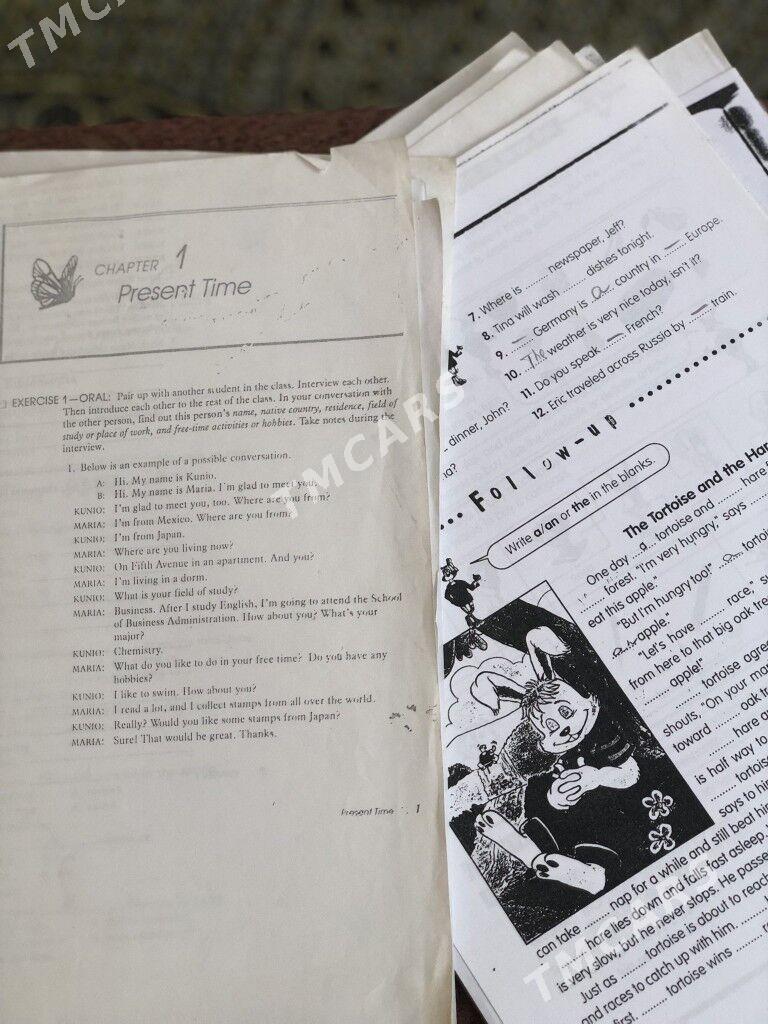 TMCARS
CHAPTER 1
Present Time
EXERCISE 1—ORAL: Pair up with another student in the class. Interview each other.
Then introduce each other to the rest of the class. In your conversation with
the other person, find out this person's name, native country, residence, field of
study or place of work, and free-time activities or hobbies. Take notes during the
interview.
1. Below is an example of a possible conversation.
A: Hi. My name is Kunio.
B: Hi. My name is Maria. I'm glad to meet you.
KUNIO: I'm glad to meet you, too. Where are you from?
MARIA: I'm from Mexico. Where are you from?
KUNIO: I'm from Japan.
MARIA: Where are you living now?
KUNIO: On Fifth Avenue in an apartment. And you?
MARIA: I'm living in a dorm.
KUNIO: What is your field of study?
MARIA: Business. After I study English, I'm going to attend the School
of Business Administration. How about you? What's your
major?
KUNIO: Chemistry.
MARIA: What do you like to do in your free time? Do you have any
hobbies?
KUNIO: I like to swim. How about you?
MARIA: I read a lot, and I collect stamps from all over the world.
KUNIO: Really? Would you like some stamps from Japan?
MARIA: Sure! That would be great. Thanks.
Present Time 1
7. Where is ...... newspaper, Jeff?
8. Tina will wash ...... dishes tonight.
9. ...... Germany is a country in — Europe.
10. The weather is very nice today, isn't it?
11. Do you speak — French?
12. Eric traveled across Russia by — train.
dinner, John?
Follow-up
Write a/an or the in the blanks.
The Tortoise and the
One day a tortoise and ...... hare
...... forest. "I'm very hungry," says
eat this apple."
"But I'm hungry too!"
apple."
"Let's have ...... race,"
from here to that big oak
...... apple!"
...... tortoise
shouts, "On your
toward ...... oak
...... hare
is half way to
...... tortoise
says to
can take ...... nap for a while and still beat
...... hare lies down and falls fast asleep.
is very slow, but he never stops. He
Just as ...... tortoise is about to
and races to catch up with him.
first. ...... tortoise wins ......
TMCARS
TMCARS
TMCARS